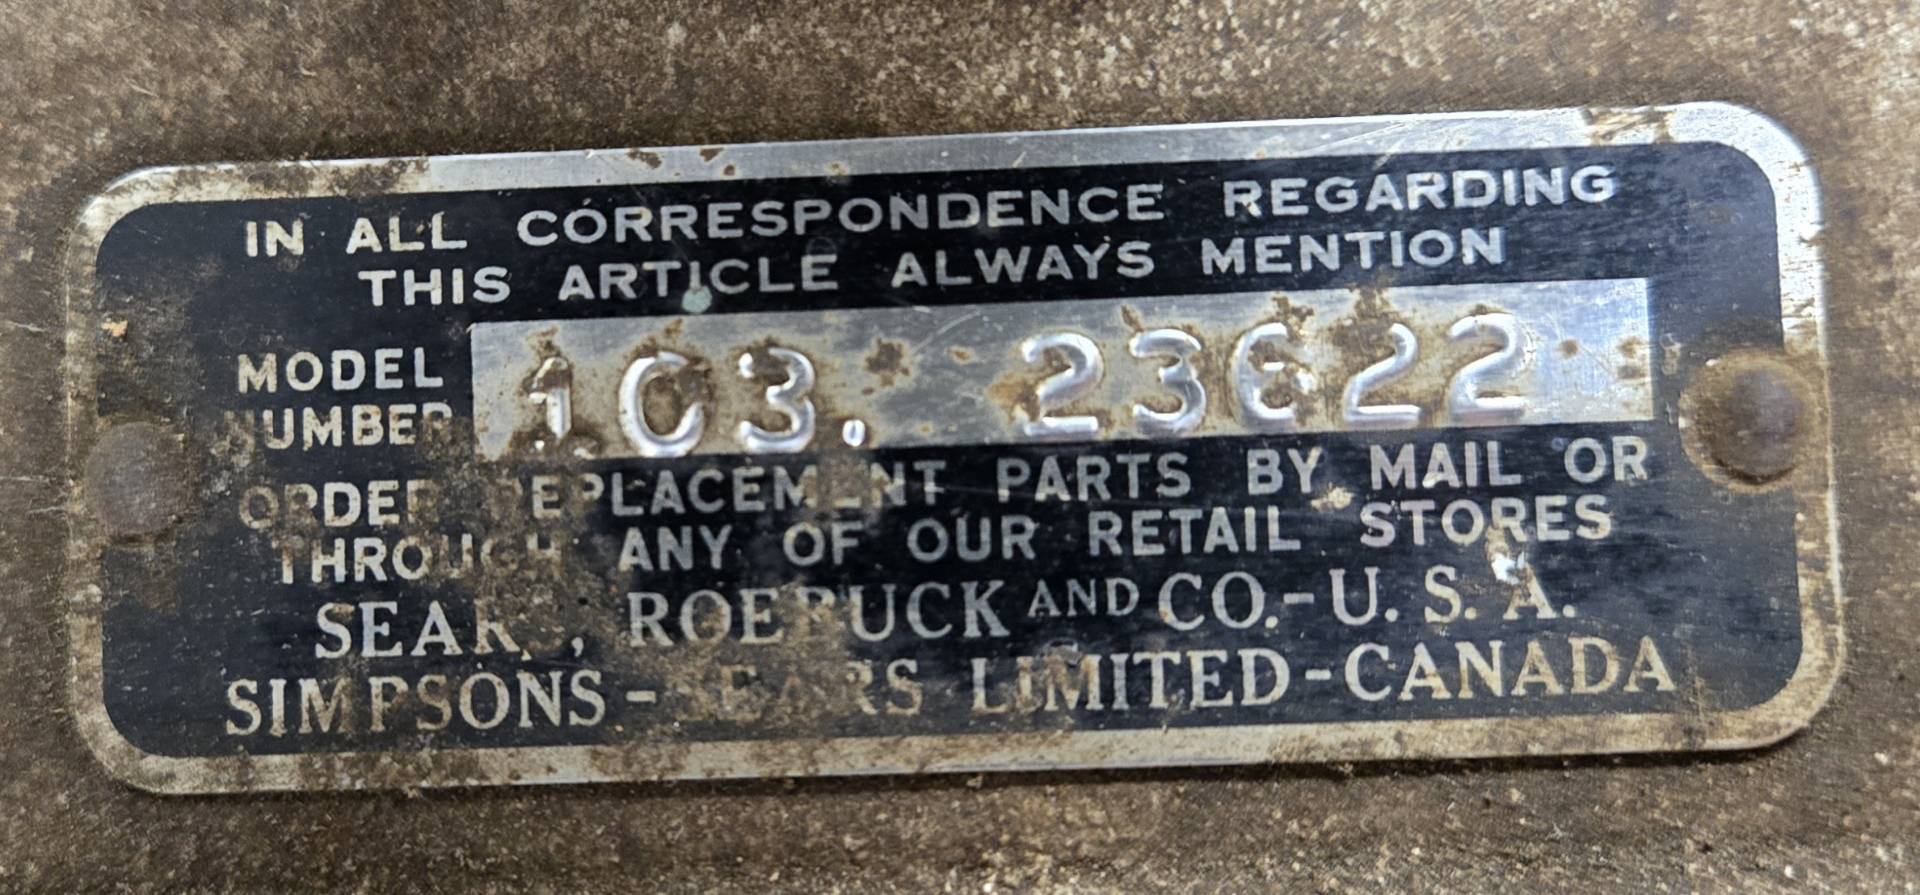 IN ALL CORRESPONDENCE REGARDING
THIS ARTICLE ALWAYS MENTION
MODEL
NUMBER
103. 23622
ORDER REPLACEMENT PARTS BY MAIL OR
THROUGH ANY OF OUR RETAIL STORES
SEARS, ROEBUCK AND CO.-U. S. A.
SIMPSONS-SEARS LIMITED-CANADA